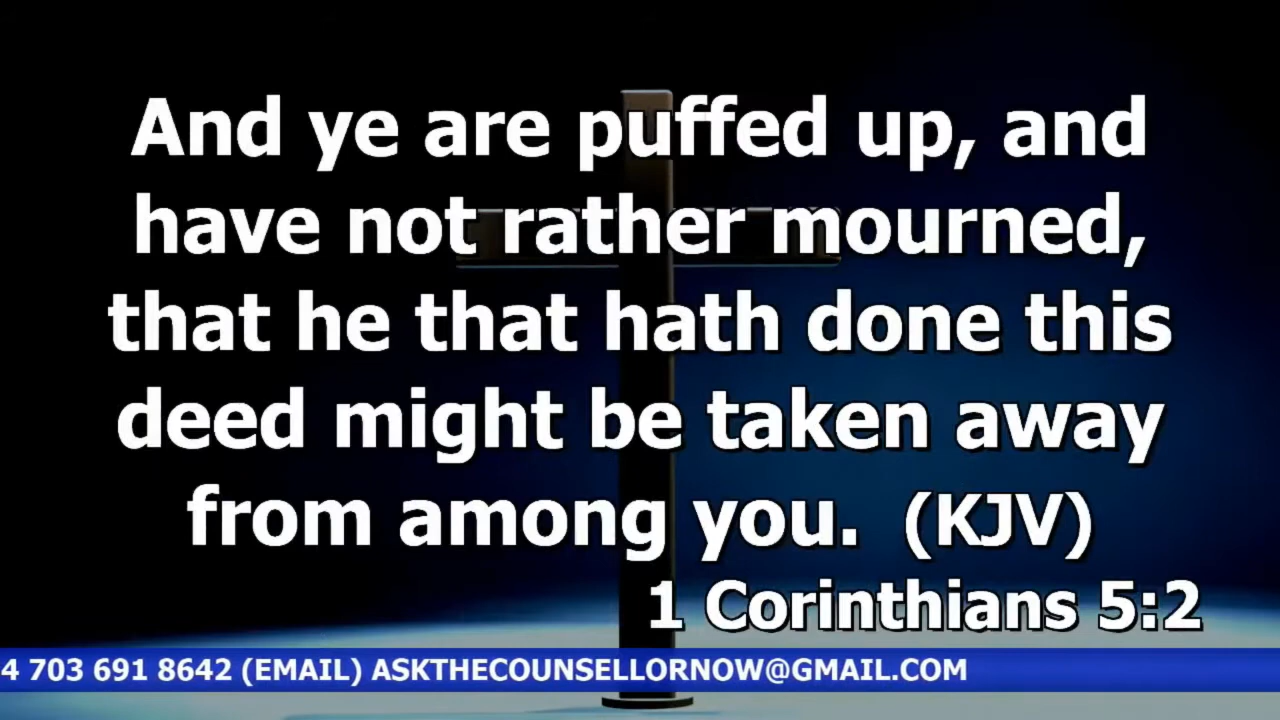 And ye are puffed up, and
have not rather mourned,
that he that hath done this
deed might be taken away
from among you.  (KJV)
1 Corinthians 5:2
4 703 691 8642 (EMAIL) ASKTHECOUNSELLORNOW@GMAIL.COM